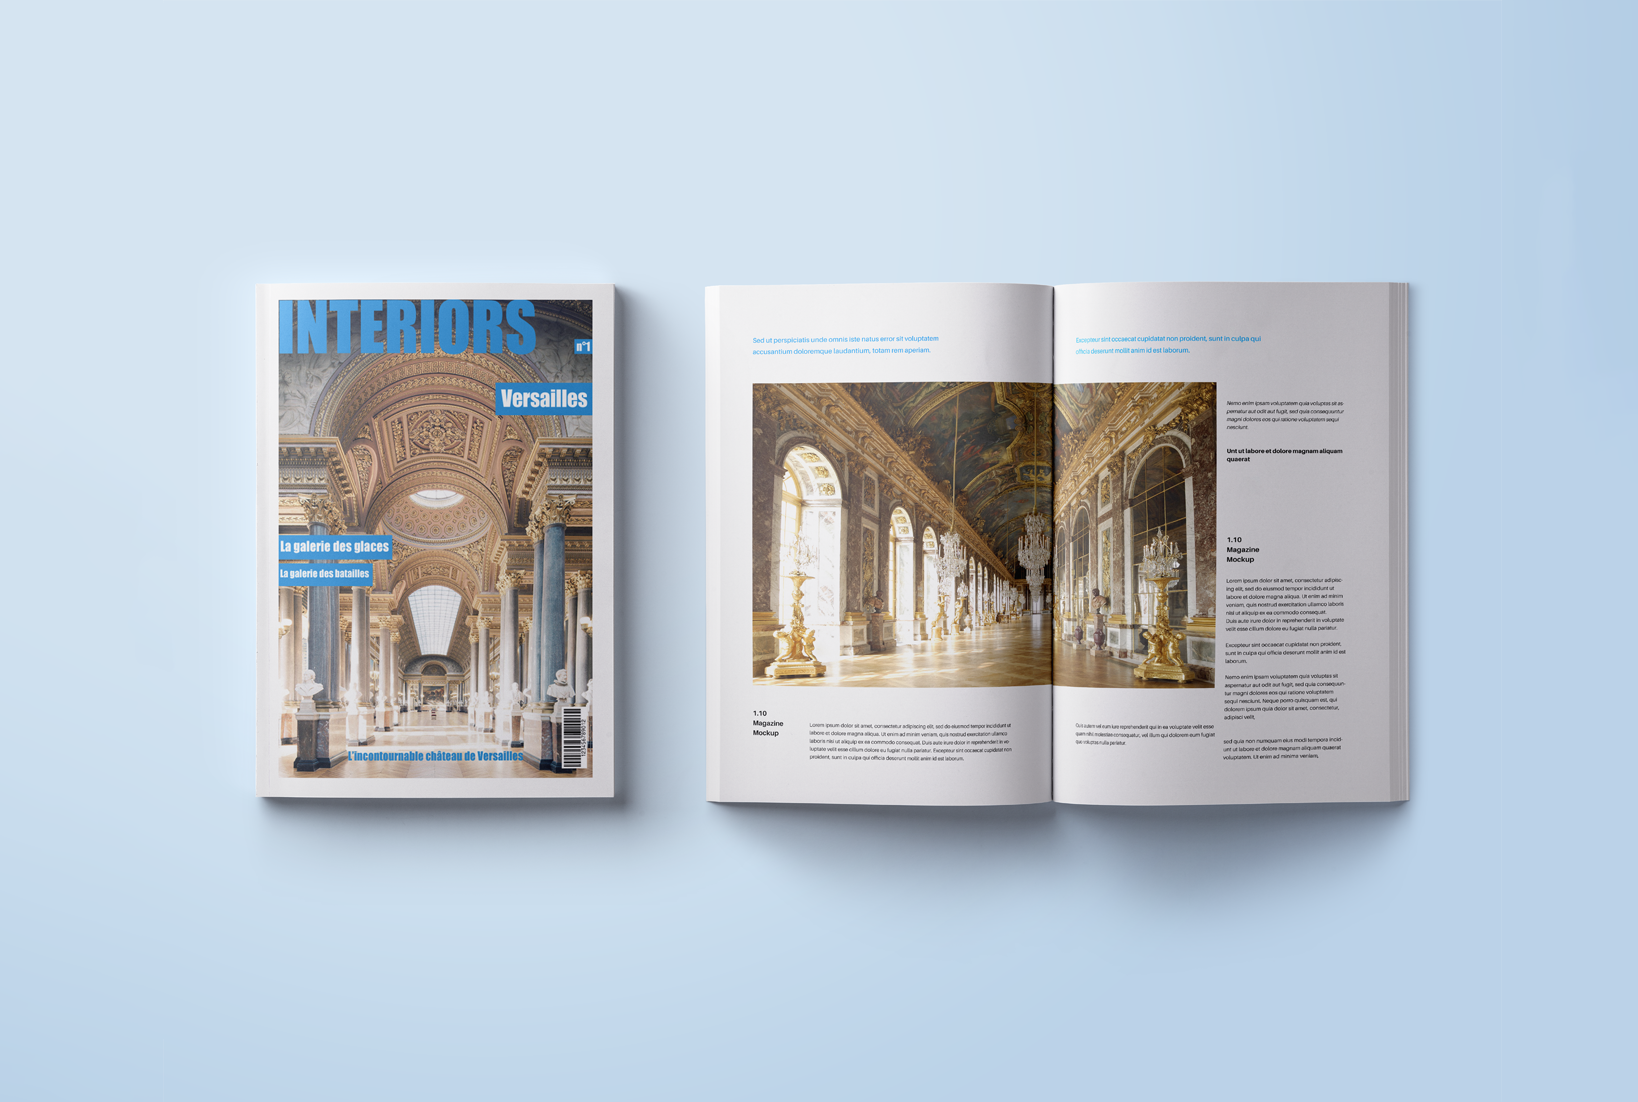 INTERIORS
n°1
Versailles
La galerie des glaces
La galerie des batailles
L'incontournable château de Versailles
Sed ut perspiciatis unde omnis iste natus error sit voluptatem
accusantium doloremque laudantium, totam rem aperiam.
1.10
Magazine
Mockup
Lorem ipsum dolor sit amet, consectetur adipiscing elit, sed do eiusmod tempor incididunt ut
labore et dolore magna aliqua. Ut enim ad minim veniam, quis nostrud exercitation ullamco
laboris nisi ut aliquip ex ea commodo consequat. Duis aute irure dolor in reprehenderit in vo-
luptate velit esse cillum dolore eu fugiat nulla pariatur. Excepteur sint occaecat cupidatat non
proident, sunt in culpa qui officia deserunt mollit anim id est laborum.
Excepteur sint occaecat cupidatat non proident, sunt in culpa qui
officia deserunt mollit anim id est laborum.
Quis autem vel eum iure reprehenderit qui in ea voluptate velit esse
quam nihil molestiae consequatur, vel illum qui dolorem eum fugiat
quo voluptas nulla pariatur.
Nemo enim ipsam voluptatem quia voluptas sit as-
pernatur aut odit aut fugit, sed quia consequuntur
magni dolores eos qui ratione voluptatem sequi
nesciunt.
Unt ut labore et dolore magnam aliquam
quaerat
1.10
Magazine
Mockup
Lorem ipsum dolor sit amet, consectetur adipisc-
ing elit, sed do eiusmod tempor incididunt ut
labore et dolore magna aliqua. Ut enim ad minim
veniam, quis nostrud exercitation ullamco laboris
nisi ut aliquip ex ea commodo consequat.
Duis aute irure dolor in reprehenderit in voluptate
velit esse cillum dolore eu fugiat nulla pariatur.
Excepteur sint occaecat cupidatat non proident,
sunt in culpa qui officia deserunt mollit anim id est
laborum.
Nemo enim ipsam voluptatem quia voluptas sit
aspernatur aut odit aut fugit, sed quia consequun-
tur magni dolores eos qui ratione voluptatem
sequi nesciunt. Neque porro quisquam est, qui
dolorem ipsum quia dolor sit amet, consectetur,
adipisci velit,
sed quia non numquam eius modi tempora incid-
unt ut labore et dolore magnam aliquam quaerat
voluptatem. Ut enim ad minima veniam,